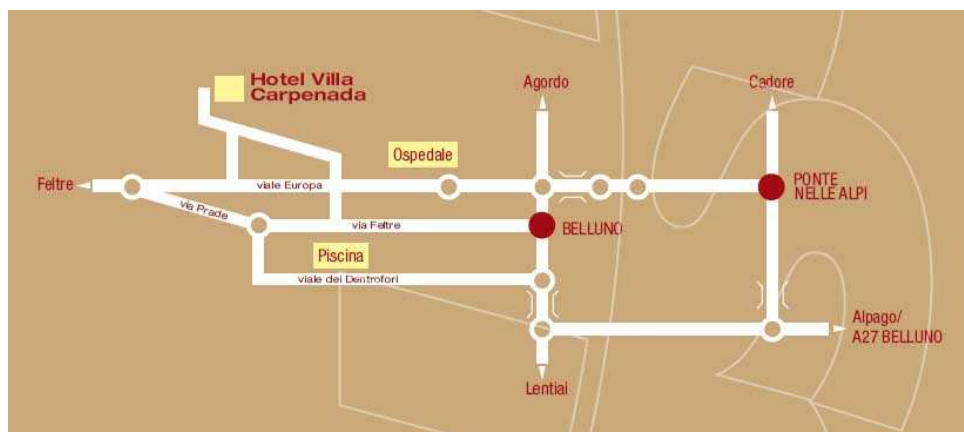 Hotel Villa
Carpenada
Agordo
Cadore
Ospedale
Feltre
viale Europa
PONTE
NELLE ALPI
via Prade
via Feltre
BELLUNO
Piscina
viale dei Dentrofori
Alpago/
A27 BELLUNO
Lentiai